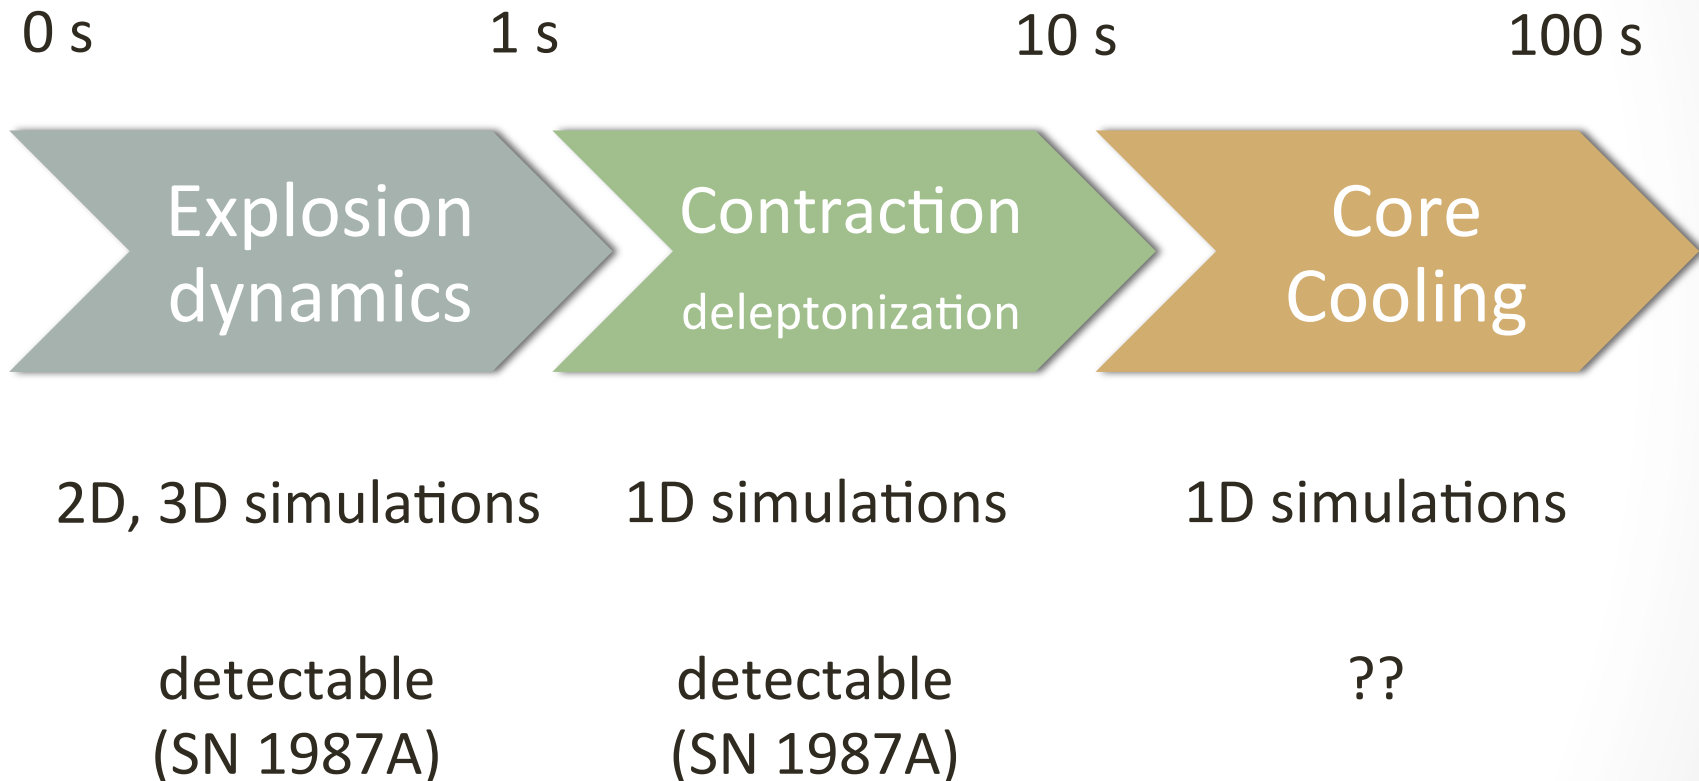 0 s 1 s 10 s 100 s
Explosion
dynamics
Contraction
deleptonization
Core
Cooling
2D, 3D simulations 1D simulations 1D simulations
detectable
(SN 1987A)
detectable
(SN 1987A)
??